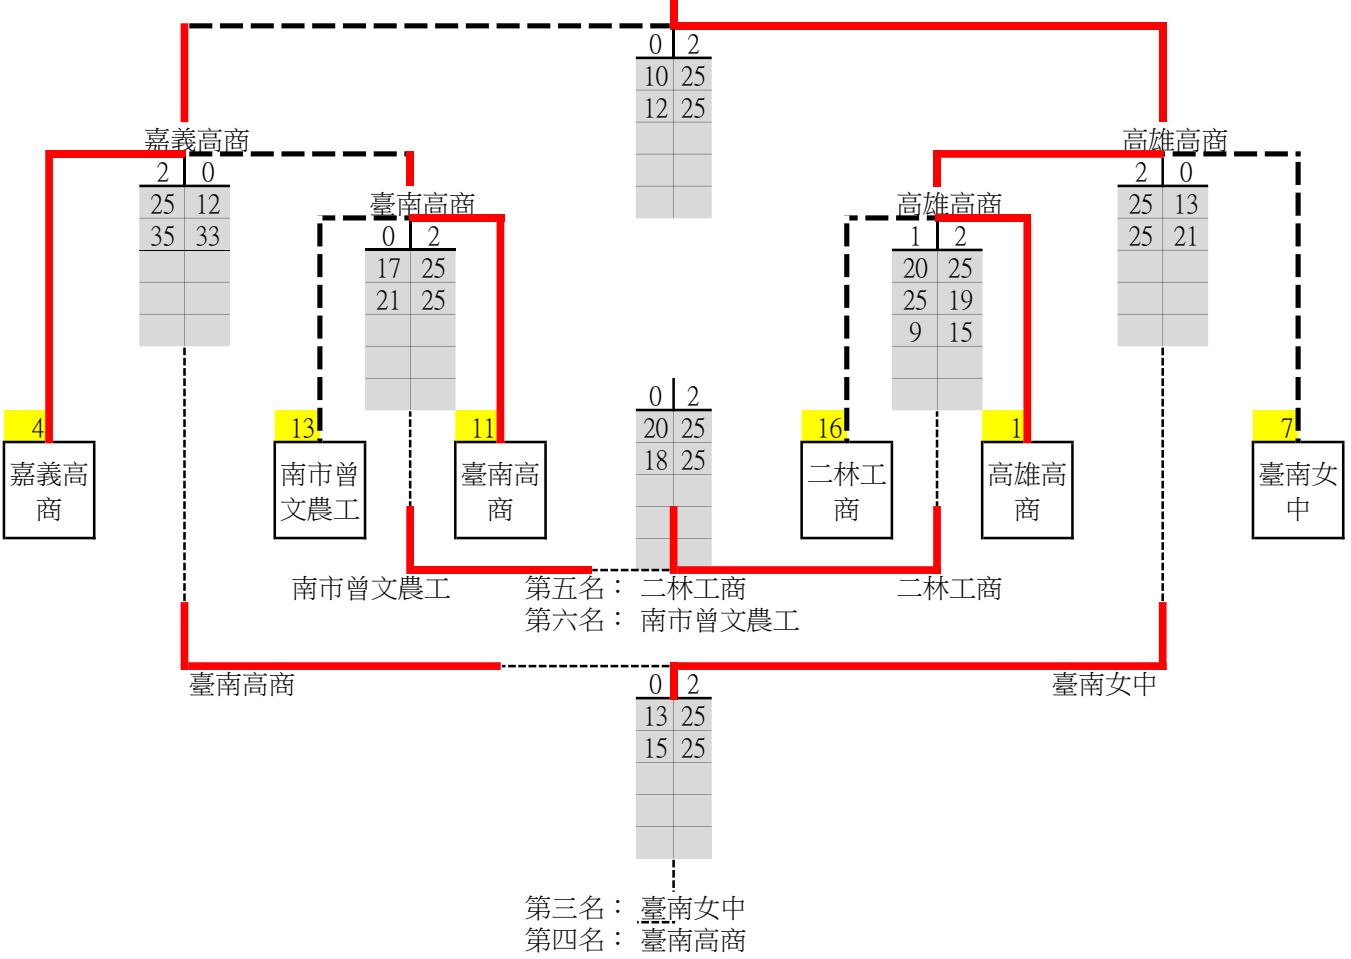 0 2
10 25
12 25
嘉義高商
高雄高商
2 0
25 12
35 33
2 0
25 13
25 21
臺南高商
0 2
17 25
21 25
高雄高商
1 2
20 25
25 19
9 15
0 2
20 25
18 25
4
嘉義高
商
13
南市曾
文農工
11
臺南高
商
16
二林工
商
1
高雄高
商
7
臺南女
中
南市曾文農工
第五名： 二林工商
二林工商
第六名： 南市曾文農工
臺南高商
臺南女中
0 2
13 25
15 25
第三名： 臺南女中
第四名： 臺南高商